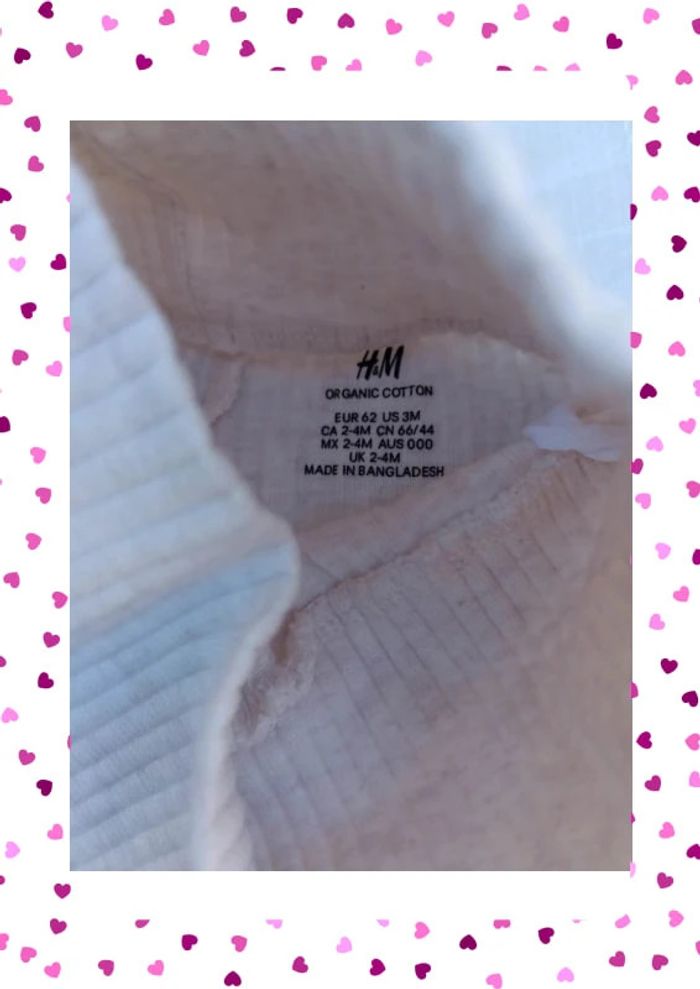 H&M
ORGANIC COTTON
EUR 62 US 3M
CA 2-4M CN 66/44
MX 2-4M AUS 000
UK 2-4M
MADE IN BANGLADESH